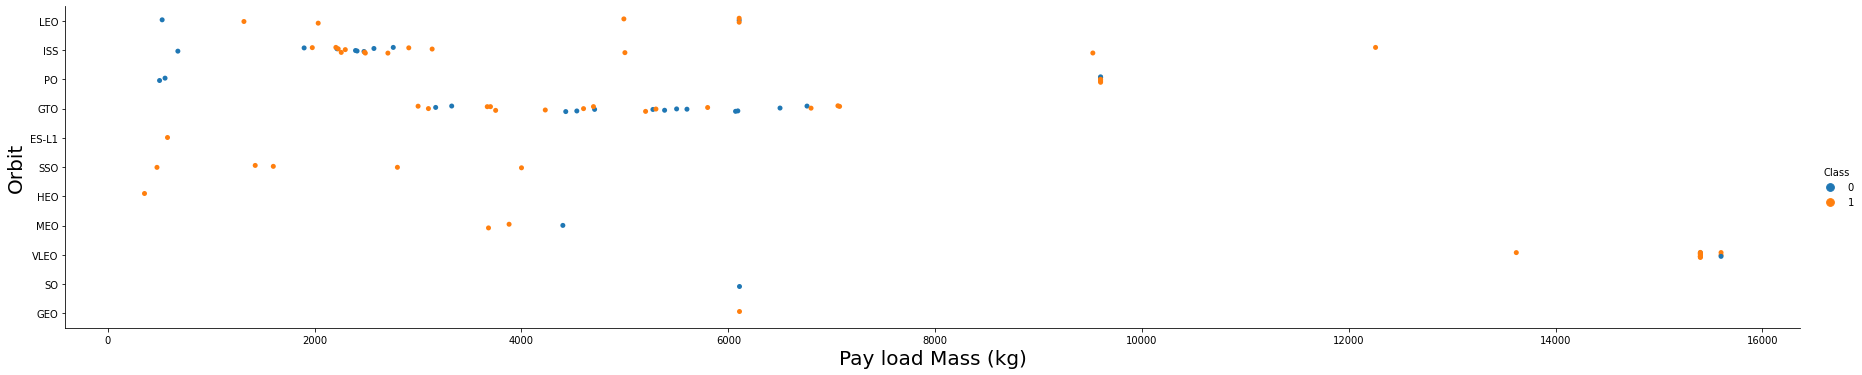 LEO
ISS
PO
GTO
ES-L1
SSO
HEO
MEO
VLEO
SO
GEO
Orbit
0 2000 4000 6000 8000 10000 12000 14000 16000
Pay load Mass (kg)
Class
0
1